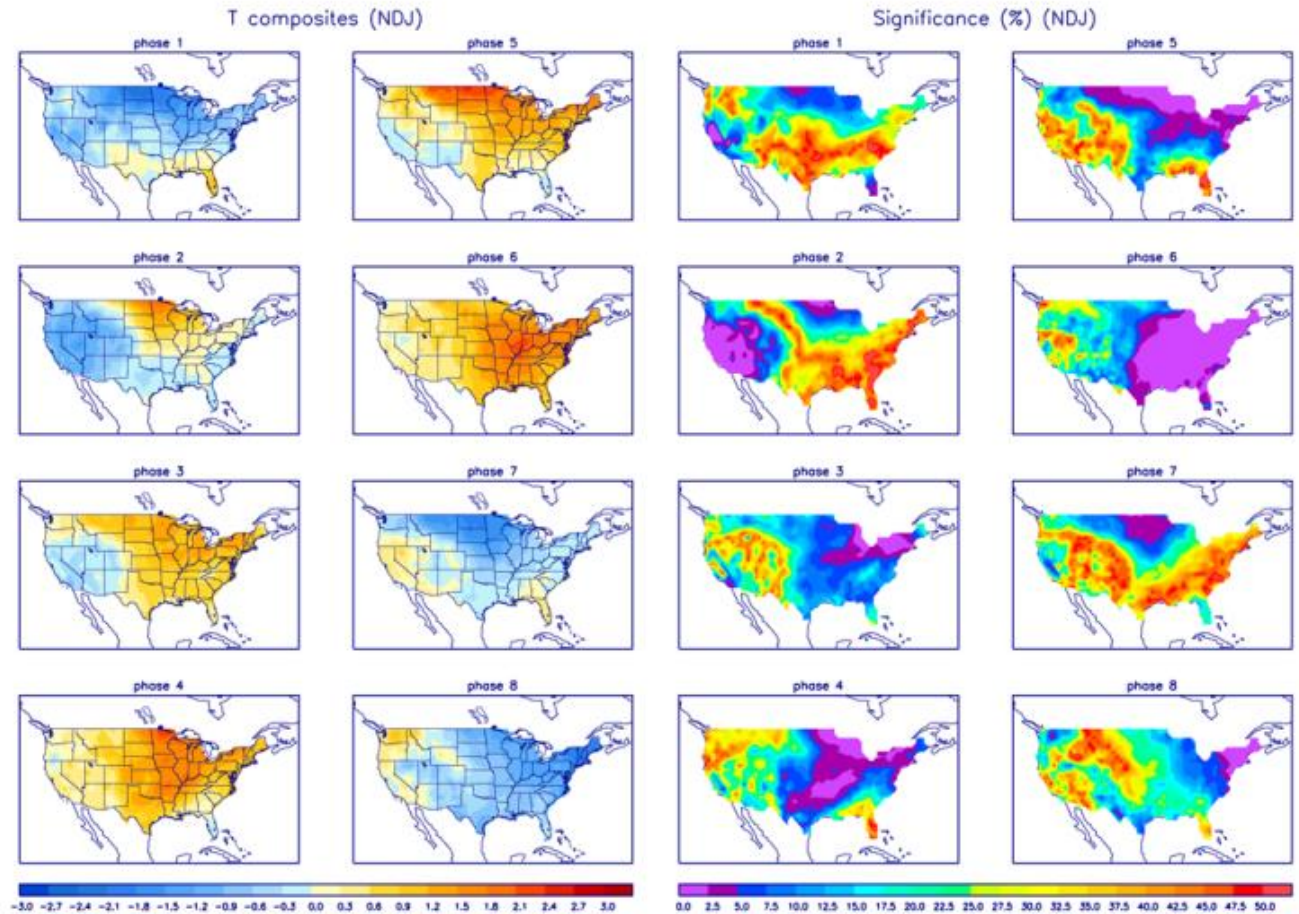 T composites (NDJ)
Significance (%) (NDJ)
phase 1
phase 5
phase 1
phase 5
phase 2
phase 6
phase 2
phase 6
phase 3
phase 7
phase 3
phase 7
phase 4
phase 8
phase 4
phase 8
-3.0 -2.7 -2.4 -2.1 -1.8 -1.5 -1.2 -0.9 -0.6 -0.3 0.0 0.3 0.6 0.9 1.2 1.5 1.8 2.1 2.4 2.7 3.0
0.0 2.5 5.0 7.5 10.0 12.5 15.0 17.5 20.0 22.5 25.0 27.5 30.0 32.5 35.0 37.5 40.0 42.5 45.0 47.5 50.0